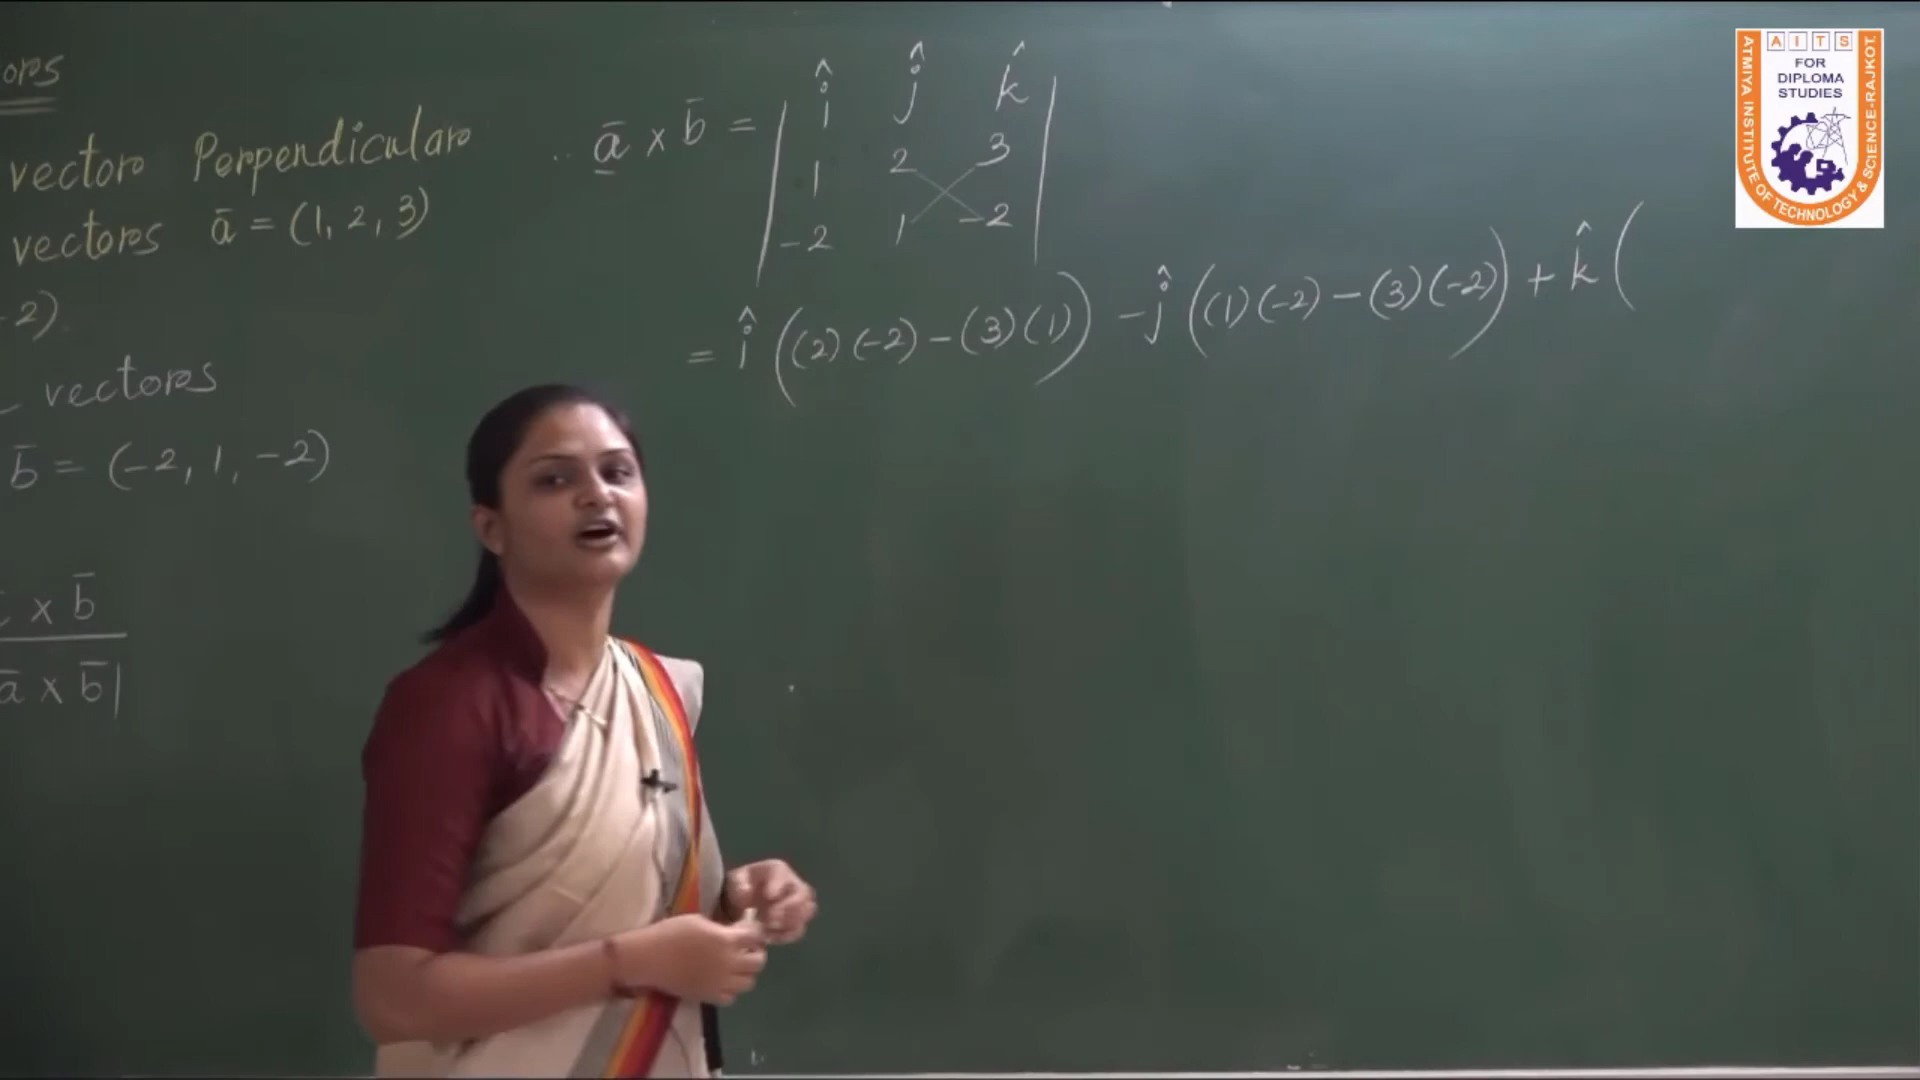 ors
vector Perpendicular
vectors a̅ = (1, 2, 3)
-2).
vectors
b̅ = (-2, 1, -2)
x b̅
a̅ x b̅|
∴ a̅ x b̅ = | î ĵ k̂ |
1 2 3
-2 1 -2
= î ((2)(-2) - (3)(1)) - ĵ ((1)(-2) - (3)(-2)) + k̂ (
AITS
FOR
DIPLOMA
STUDIES
ATMIYA INSTITUTE OF TECHNOLOGY & SCIENCE-RAJKOT.